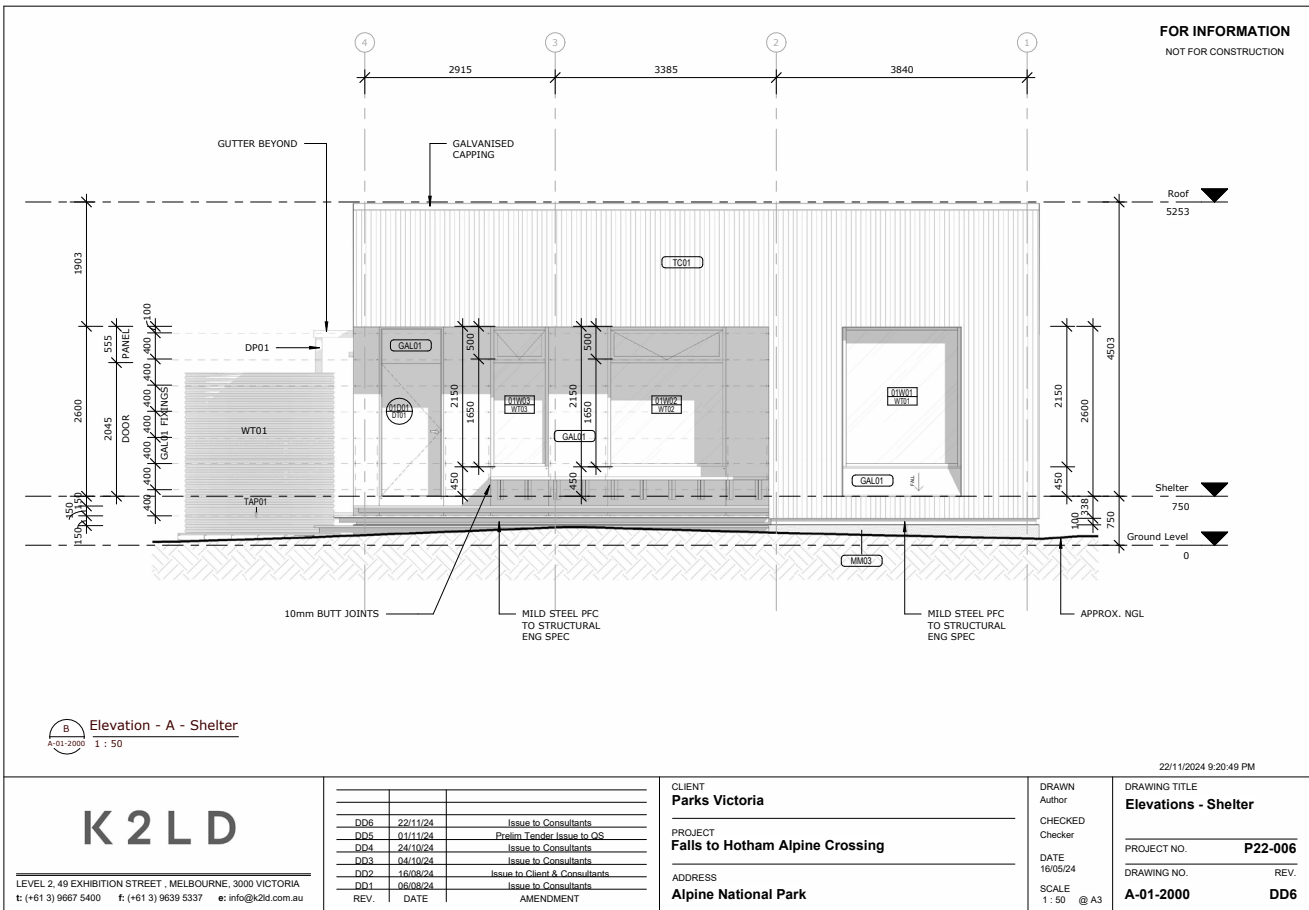 FOR INFORMATION
NOT FOR CONSTRUCTION
4
3
2
1
2915
3385
3840
GUTTER BEYOND
GALVANISED
CAPPING
Roof
5253
TC01
1903
100
555
PANEL
400
DP01
GAL01
500
500
2150
1650
2150
1650
2600
2045
DOOR
400
400
400
400
400
400
GAL01 FIXINGS
WT01
01D01
DT01
01W03
WT03
01W02
WT02
01W01
WT01
GAL01
2150
2600
4503
450
450
GAL01
FALL
450
TAP01
Shelter
750
150
150
338
100
750
Ground Level
0
MM03
10mm BUTT JOINTS
MILD STEEL PFC
TO STRUCTURAL
ENG SPEC
MILD STEEL PFC
TO STRUCTURAL
ENG SPEC
APPROX. NGL
B
A-01-2000
Elevation - A - Shelter
1 : 50
22/11/2024 9:20:49 PM
K2LD
LEVEL 2, 49 EXHIBITION STREET , MELBOURNE, 3000 VICTORIA
t: (+61 3) 9667 5400 f: (+61 3) 9639 5337 e: info@k2ld.com.au
DD6 22/11/24 Issue to Consultants
DD5 01/11/24 Prelim Tender Issue to QS
DD4 24/10/24 Issue to Consultants
DD3 04/10/24 Issue to Consultants
DD2 16/08/24 Issue to Client & Consultants
DD1 06/08/24 Issue to Consultants
REV. DATE AMENDMENT
CLIENT
Parks Victoria
PROJECT
Falls to Hotham Alpine Crossing
ADDRESS
Alpine National Park
DRAWN
Author
CHECKED
Checker
DATE
16/05/24
SCALE
1 : 50 @ A3
DRAWING TITLE
Elevations - Shelter
PROJECT NO. P22-006
DRAWING NO. REV.
A-01-2000 DD6